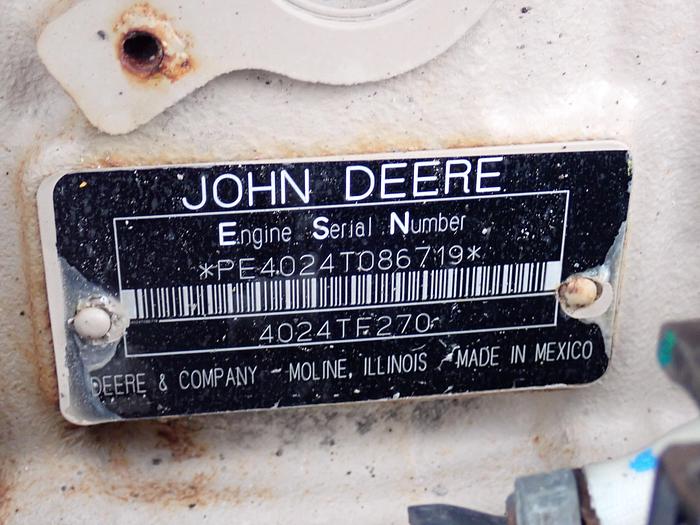 JOHN DEERE
Engine Serial Number
*PE4024T086719*
4024TF270
DEERE & COMPANY - MOLINE, ILLINOIS - MADE IN MEXICO